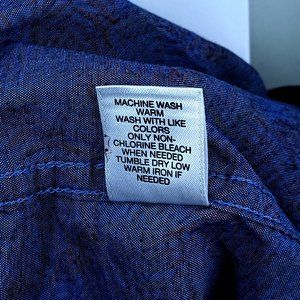 MACHINE WASH
WARM
WASH WITH LIKE
COLORS
ONLY NON-
CHLORINE BLEACH
WHEN NEEDED
TUMBLE DRY LOW
WARM IRON IF
NEEDED